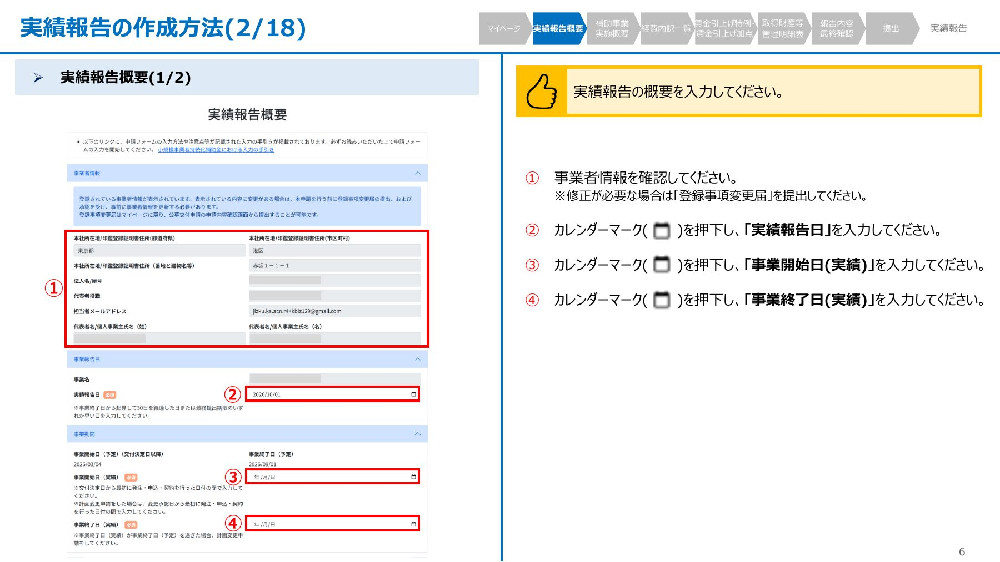 実績報告の作成方法(2/18)
マイページ
実績報告概要
補助事業
実施概要
経費内訳一覧
賃金引上げ特例・
賃金引上げ加点
取得財産等
管理明細表
報告内容
最終確認
提出
実績報告
➢ 実績報告概要(1/2)
実績報告概要
• 以下のリンクに、申請フォームの入力方法や注意点等が記載された入力の手引きが掲載されております。必ずお読みいただいた上で申請フォー
ムの入力を開始してください。 小規模事業者持続化補助金における入力の手引き
事業者情報
登録されている事業者情報が表示されています。表示されている内容に変更がある場合は、本申請を行う前に登録事項変更届の提出、および
承認を受け、事前に事業者情報を更新する必要があります。
登録事項変更届はマイページに戻り、公募交付申請の申請内容確認画面から提出することが可能です。
①
本社所在地/印鑑登録証明書住所(都道府県) 本社所在地/印鑑登録証明書住所(市区町村)
東京都 港区
本社所在地/印鑑登録証明書住所（番地と建物名等） 赤坂１－１－１
法人名/屋号
代表者役職
担当者メールアドレス jizku.ka.acn.r4+kbiz129@gmail.com
代表者名/個人事業主氏名（姓） 代表者名/個人事業主氏名（名）
事業報告日
事業名
実績報告日 必須 ② 2026/10/01
※事業終了日から起算して30日を経過した日または最終提出期限のいず
れか早い日を入力してください。
事業期間
事業開始日（予定）（交付決定日以降） 事業終了日（予定）
2026/03/04 2026/09/01
事業開始日（実績） 必須 ③ 年 /月/日
※交付決定日から最初に発注・申込・契約を行った日付の間で入力して
ください。
※計画変更申請をした場合は、変更承認日から最初に発注・申込・契約
を行った日付の間で入力してください。
事業終了日（実績） 必須 ④ 年 /月/日
※事業終了日（実績）が事業終了日（予定）を過ぎた場合、計画変更申
請をしてください。
実績報告の概要を入力してください。
① 事業者情報を確認してください。
※修正が必要な場合は「登録事項変更届」を提出してください。
② カレンダーマーク( )を押下し、「実績報告日」を入力してください。
③ カレンダーマーク( )を押下し、「事業開始日(実績)」を入力してください。
④ カレンダーマーク( )を押下し、「事業終了日(実績)」を入力してください。
6